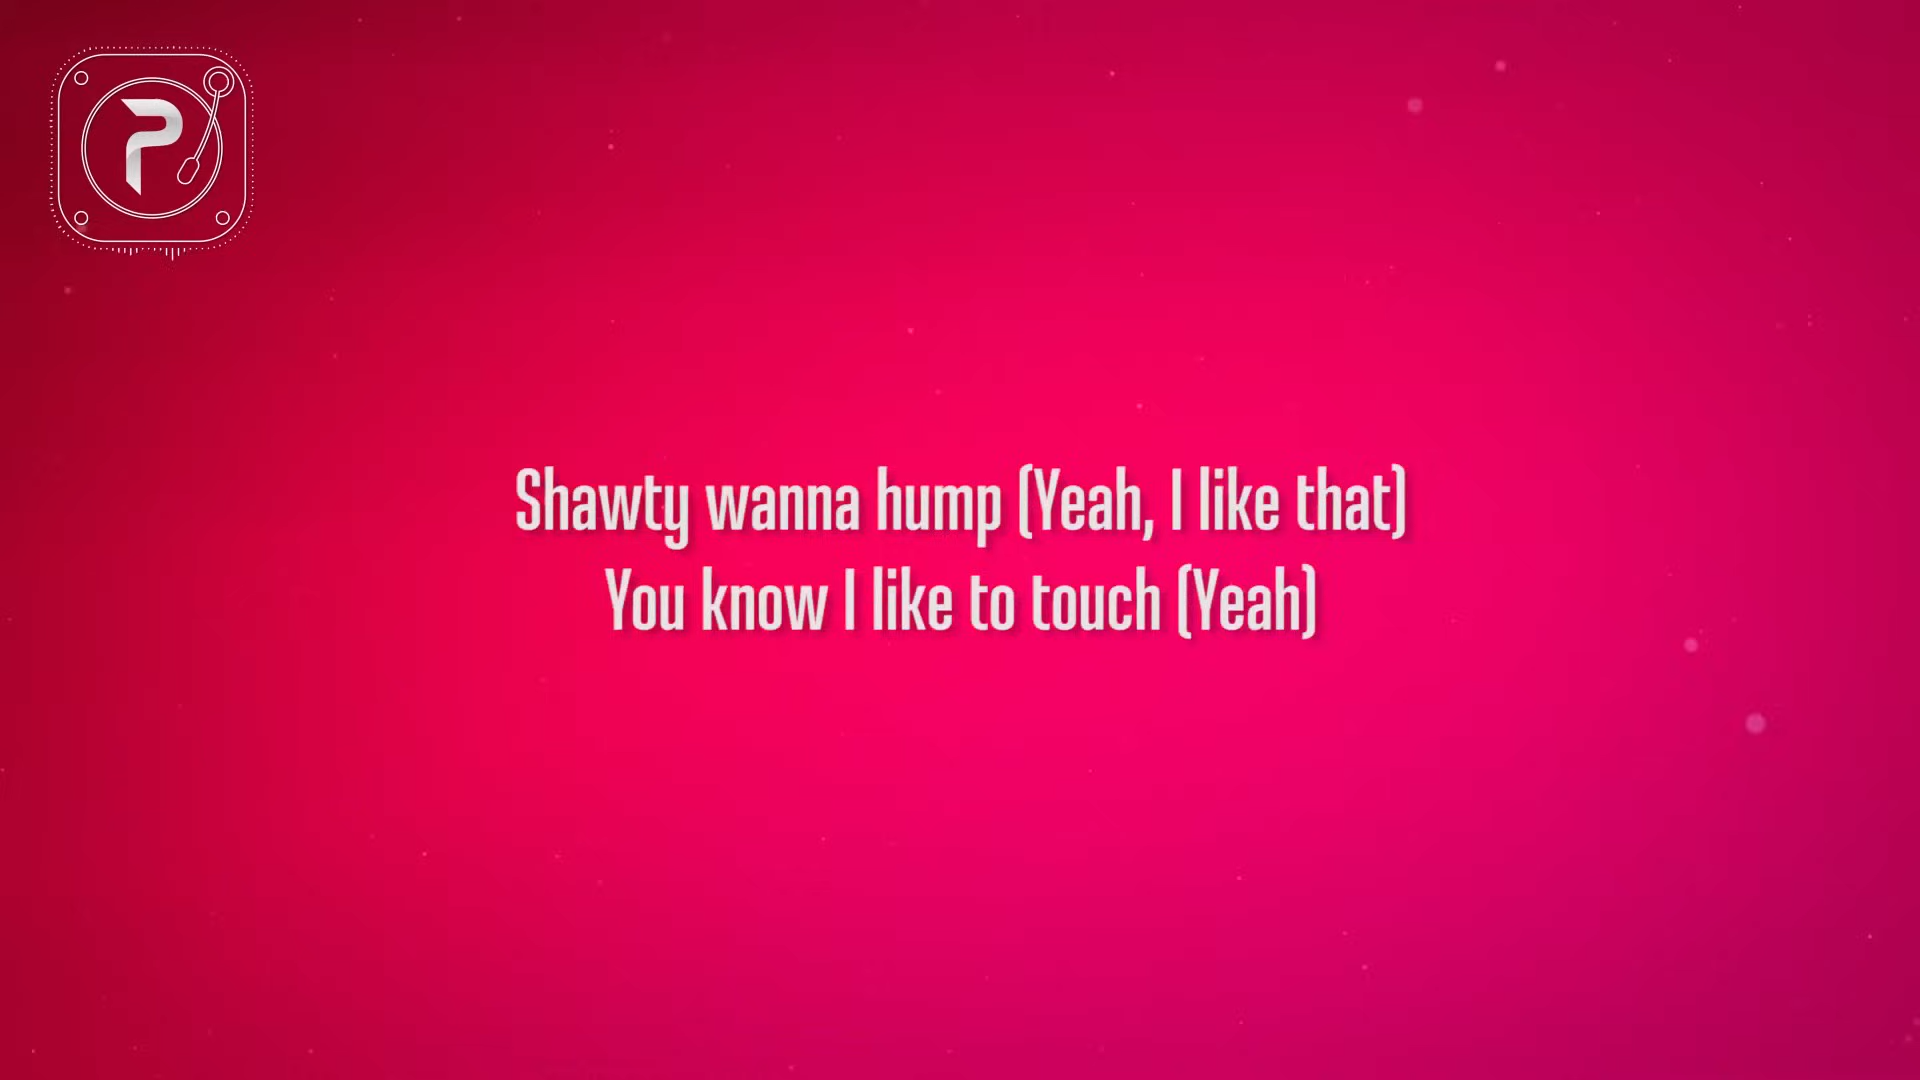 P
Shawty wanna hump (Yeah, I like that)
You know I like to touch (Yeah)